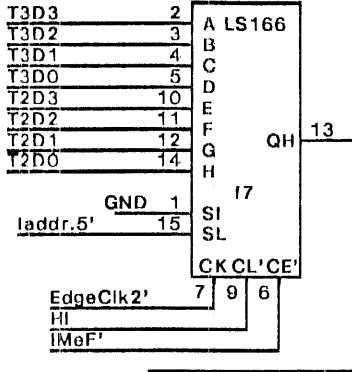 T3D3 2 A LS166
T3D2 3 B
T3D1 4 C
T3D0 5 D
T2D3 10 E
T2D2 11 F
T2D1 12 G QH 13
T2D0 14 H
f7
GND 1 SI
Iaddr.5' 15 SL
CK CL' CE'
7 9 6
EdgeClk2'
HI
IMeF'